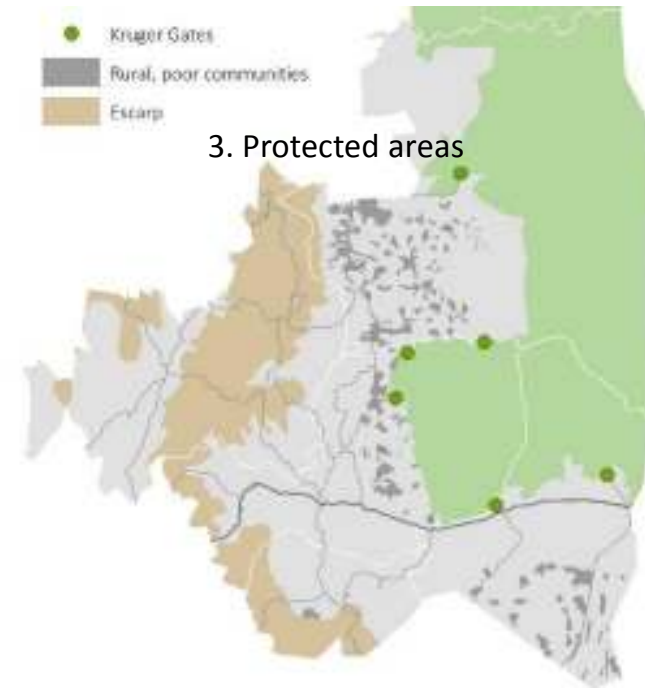 Kruger Gates
Rural, poor communities
Escarp
3. Protected areas